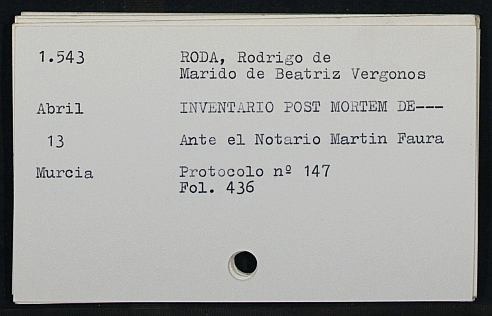 1.543 RODA, Rodrigo de
Marido de Beatriz Vergonos
Abril INVENTARIO POST MORTEM DE---
13 Ante el Notario Martin Faura
Murcia Protocolo nº 147
Fol. 436